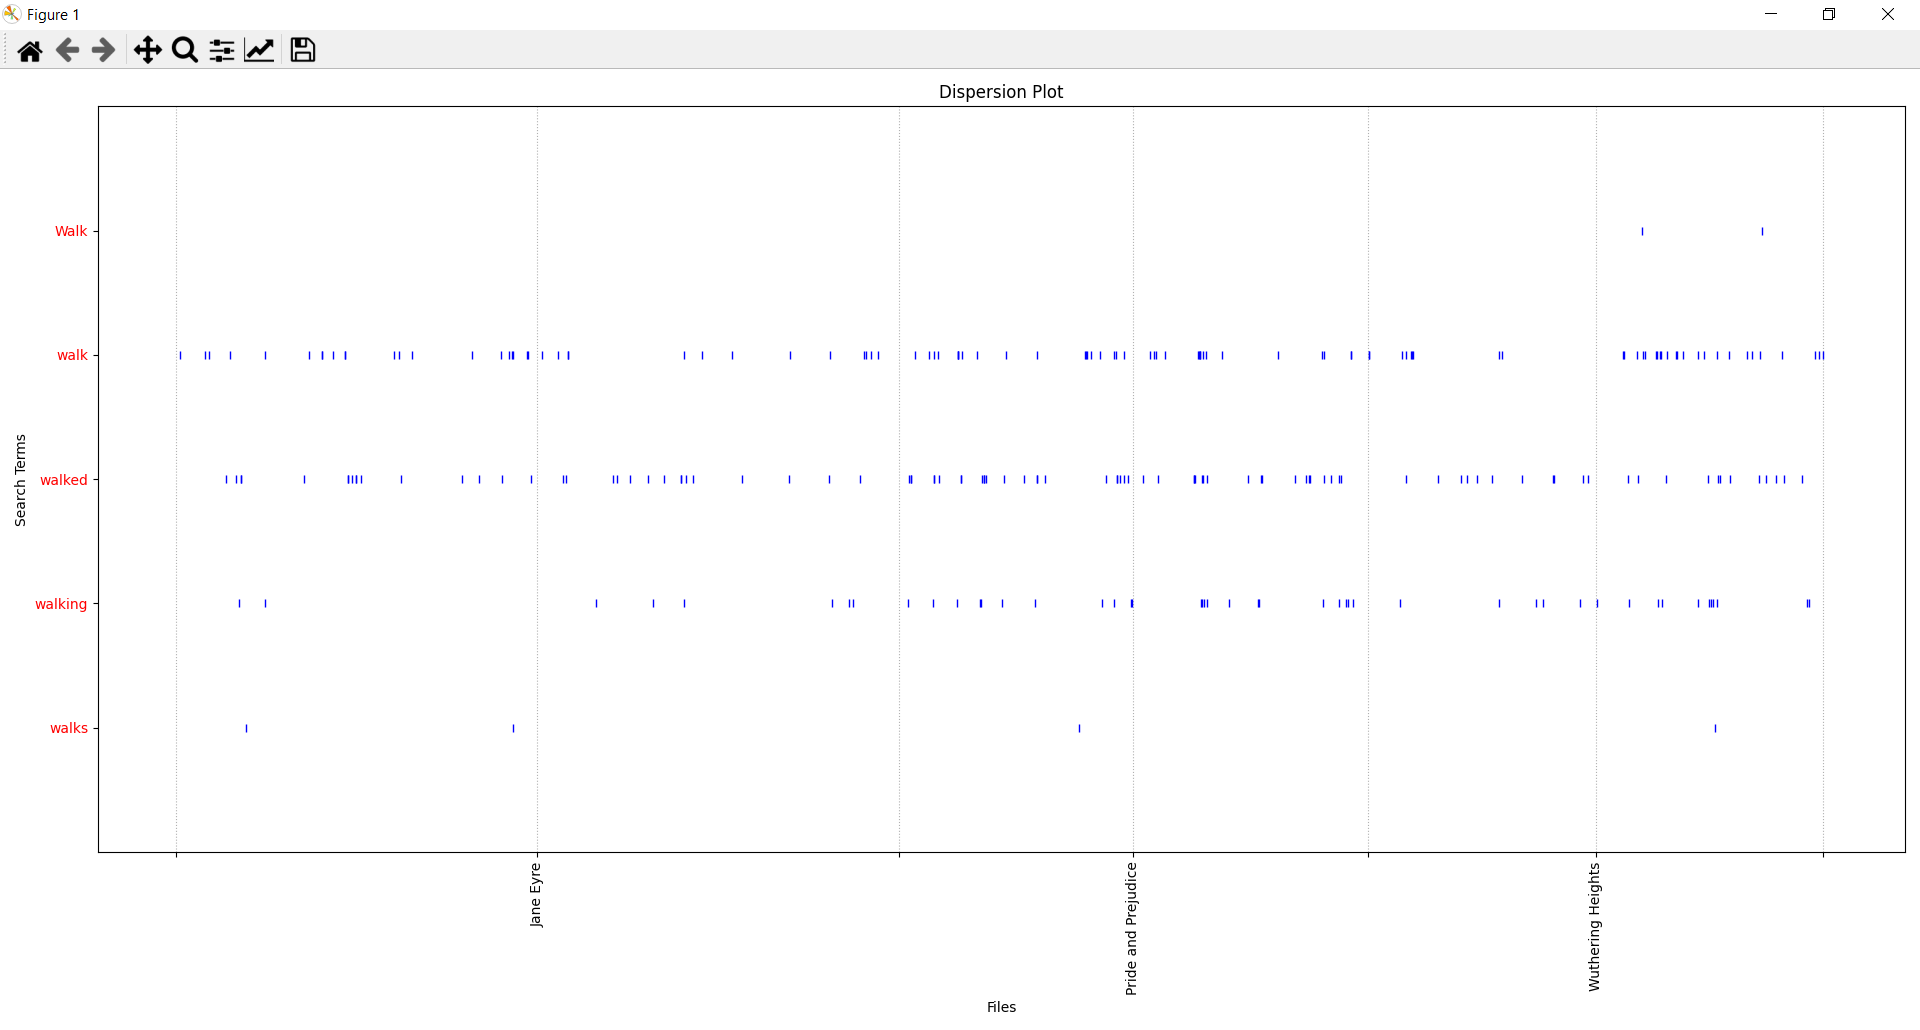 Figure 1
Dispersion Plot
Search Terms
Walk
walk
walked
walking
walks
Jane Eyre
Pride and Prejudice
Wuthering Heights
Files